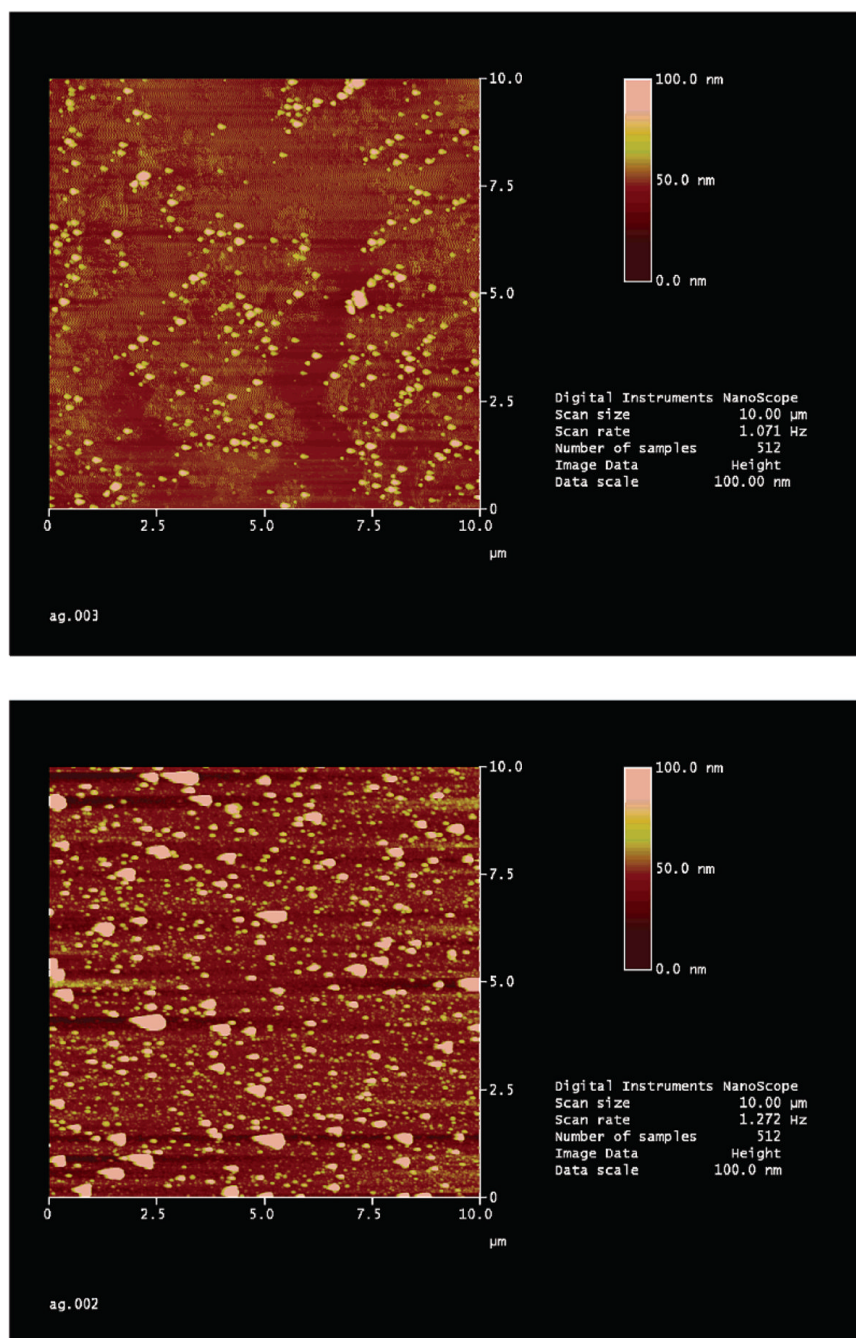 10.0
7.5
5.0
2.5
0
0 2.5 5.0 7.5 10.0
µm
100.0 nm
50.0 nm
0.0 nm
Digital Instruments NanoScope
Scan size 10.00 µm
Scan rate 1.071 Hz
Number of samples 512
Image Data Height
Data scale 100.00 nm
ag.003
10.0
7.5
5.0
2.5
0
0 2.5 5.0 7.5 10.0
µm
100.0 nm
50.0 nm
0.0 nm
Digital Instruments NanoScope
Scan size 10.00 µm
Scan rate 1.272 Hz
Number of samples 512
Image Data Height
Data scale 100.0 nm
ag.002